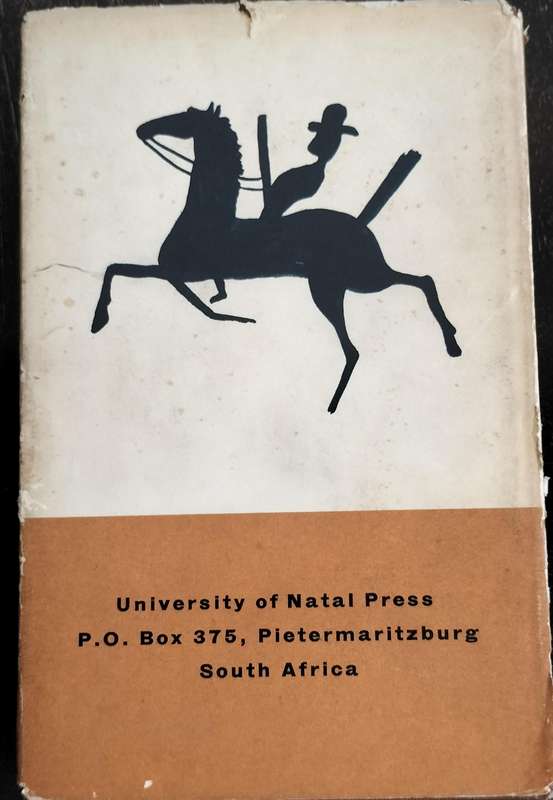 University of Natal Press
P.O. Box 375, Pietermaritzburg
South Africa